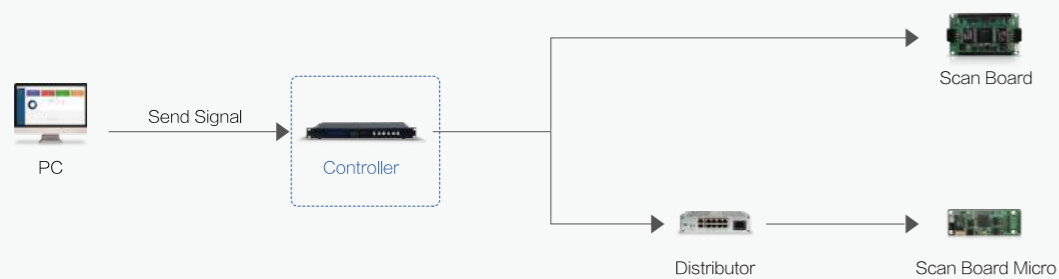 Scan Board
Send Signal
PC
Controller
Distributor
Scan Board Micro